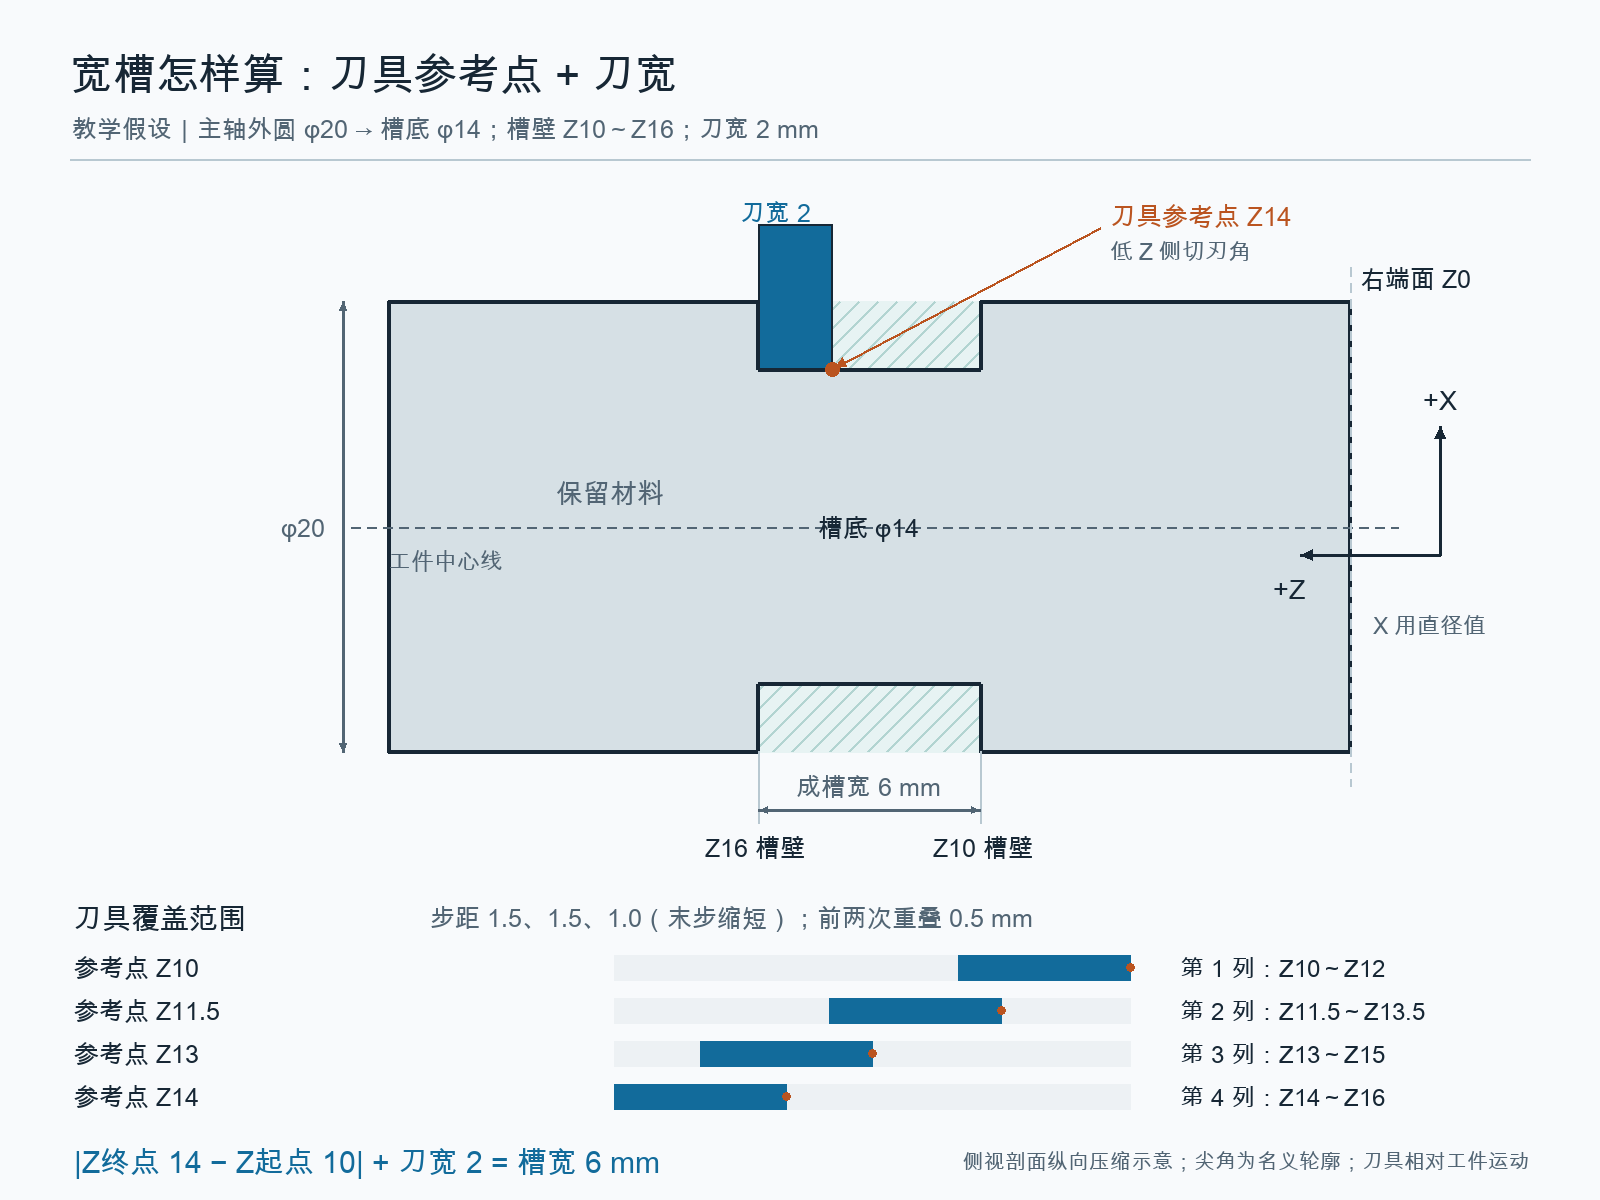 宽槽怎样算：刀具参考点 + 刀宽
教学假设 | 主轴外圆 φ20→ 槽底 φ14；槽壁 Z10～Z16；刀宽 2 mm
刀宽 2
刀具参考点 Z14
低 Z 侧切刃角
右端面 Z0
+X
保留材料
φ20
槽底 φ14
工件中心线
+Z
X 用直径值
成槽宽 6 mm
Z16 槽壁
Z10 槽壁
刀具覆盖范围
步距 1.5、1.5、1.0（末步缩短）；前两次重叠 0.5 mm
参考点 Z10
第 1 列：Z10～Z12
参考点 Z11.5
第 2 列：Z11.5～Z13.5
参考点 Z13
第 3 列：Z13～Z15
参考点 Z14
第 4 列：Z14～Z16
|Z终点 14 − Z起点 10| + 刀宽 2 = 槽宽 6 mm
侧视剖面纵向压缩示意；尖角为名义轮廓；刀具相对工件运动